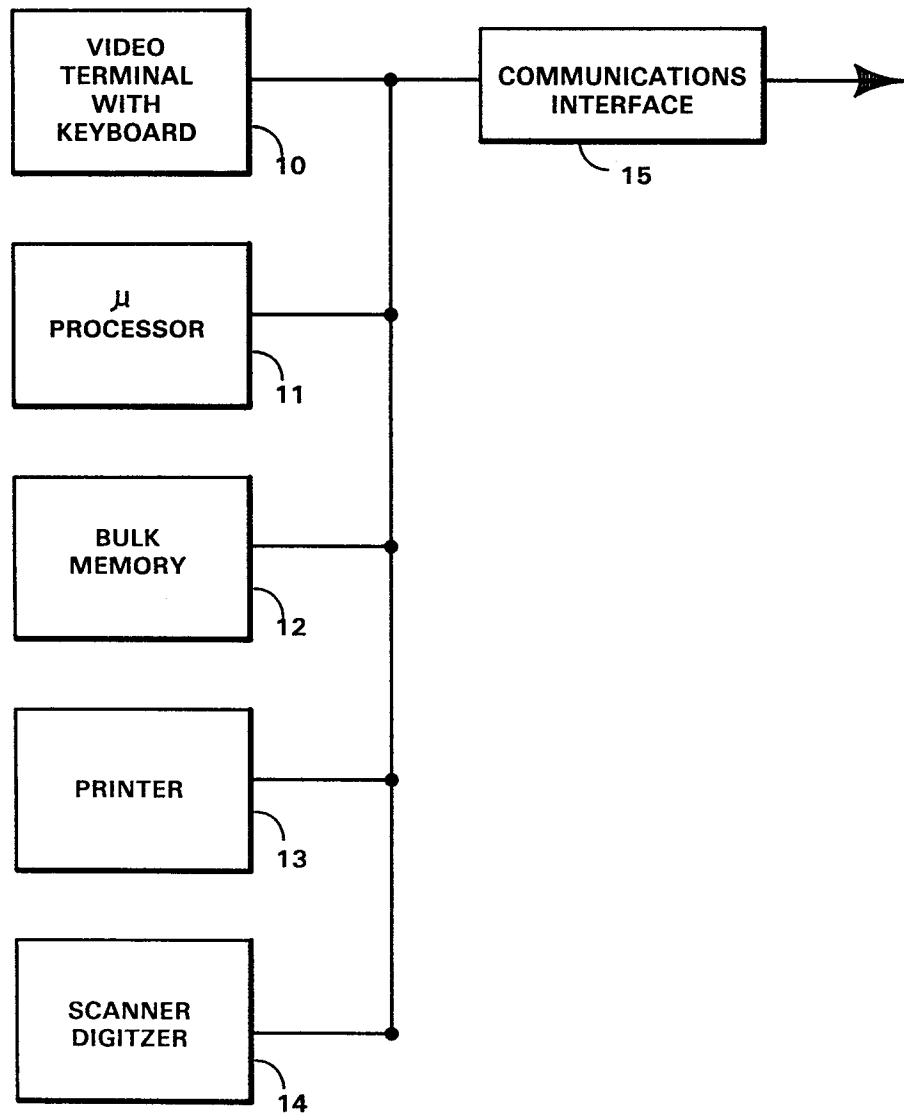 VIDEO
TERMINAL
WITH
KEYBOARD
10
COMMUNICATIONS
INTERFACE
15
μ
PROCESSOR
11
BULK
MEMORY
12
PRINTER
13
SCANNER
DIGITZER
14